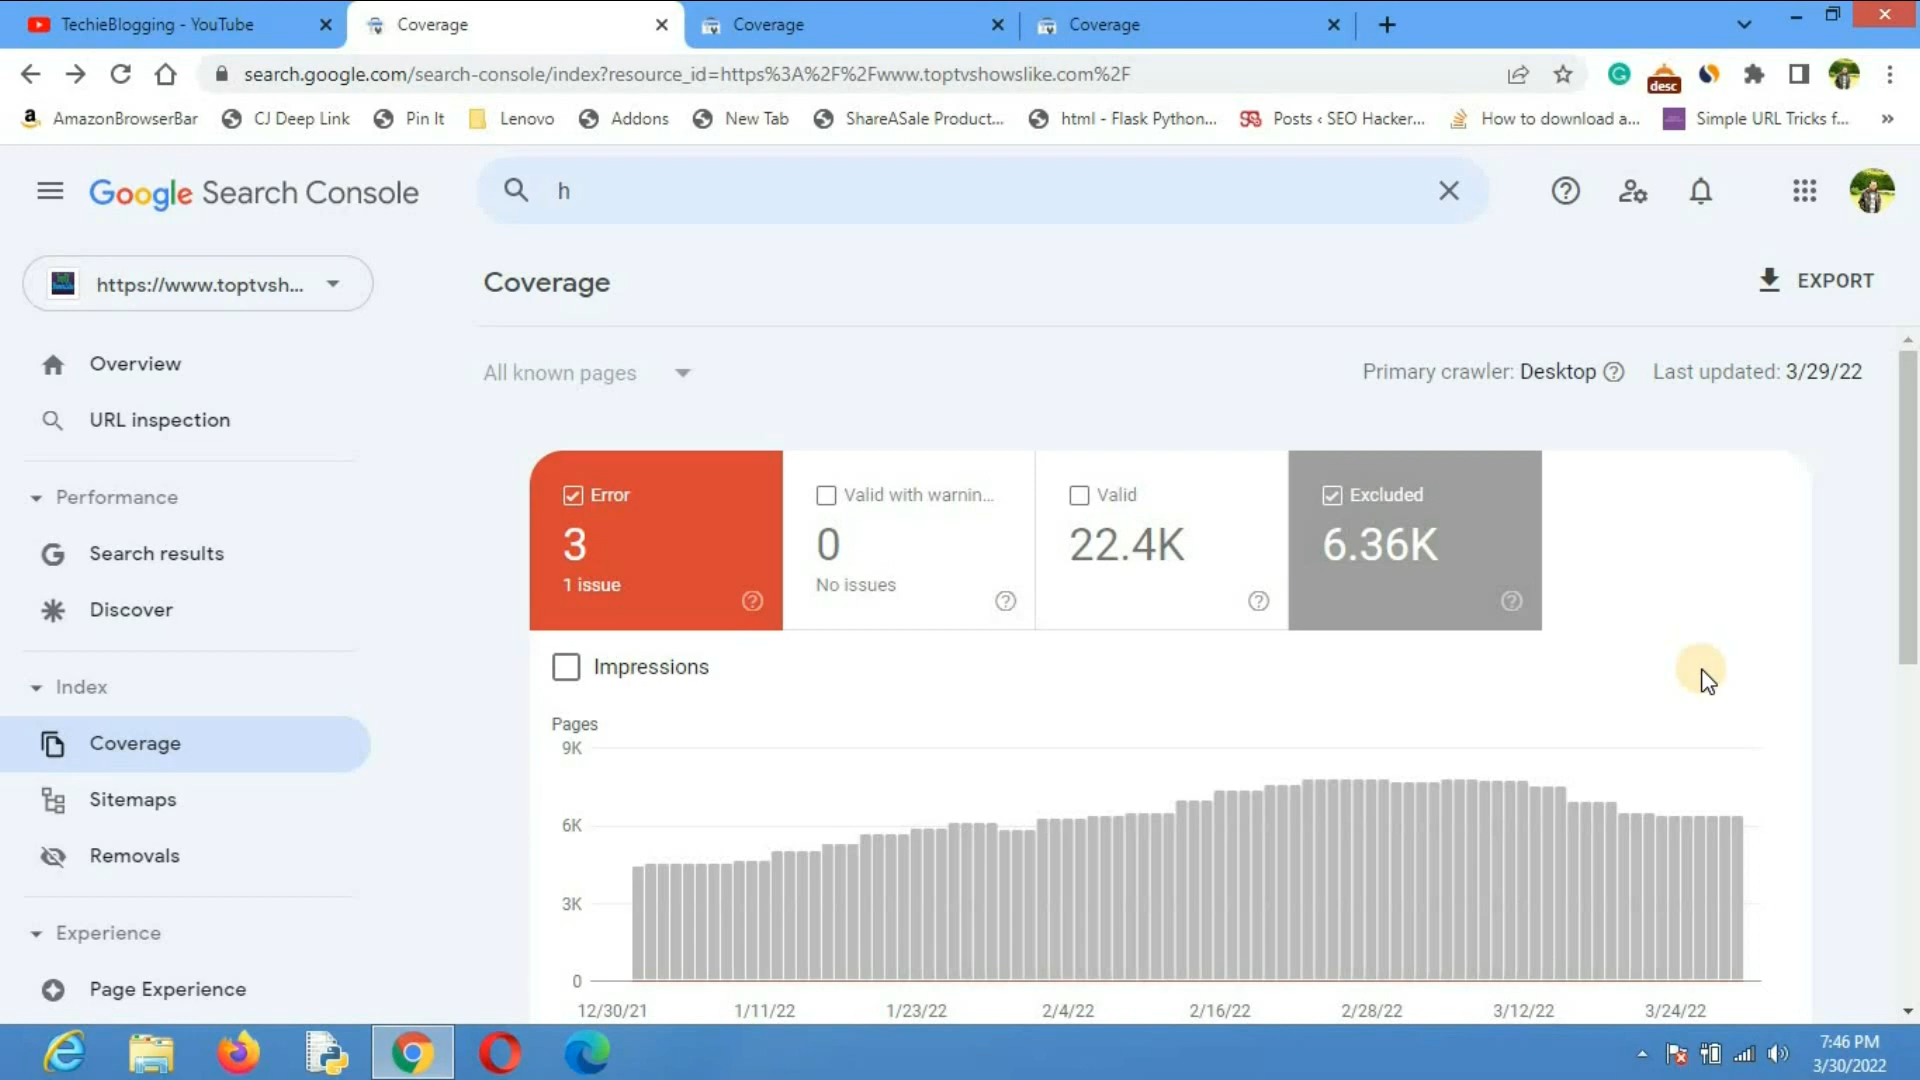 TechieBlogging - YouTube
Coverage
Coverage
Coverage
search.google.com/search-console/index?resource_id=https%3A%2F%2Fwww.toptvshowslike.com%2F
desc
AmazonBrowserBar
CJ Deep Link
Pin It
Lenovo
Addons
New Tab
ShareASale Product...
html - Flask Python...
Posts ‹ SEO Hacker...
How to download a...
Simple URL Tricks f...
Google Search Console
h
https://www.toptvsh...
Coverage
EXPORT
Overview
URL inspection
Performance
Search results
Discover
Index
Coverage
Sitemaps
Removals
Experience
Page Experience
All known pages
Primary crawler: Desktop
Last updated: 3/29/22
Error
3
1 issue
Valid with warnin...
0
No issues
Valid
22.4K
Excluded
6.36K
Impressions
Pages
9K
6K
3K
0
12/30/21
1/11/22
1/23/22
2/4/22
2/16/22
2/28/22
3/12/22
3/24/22
7:46 PM
3/30/2022